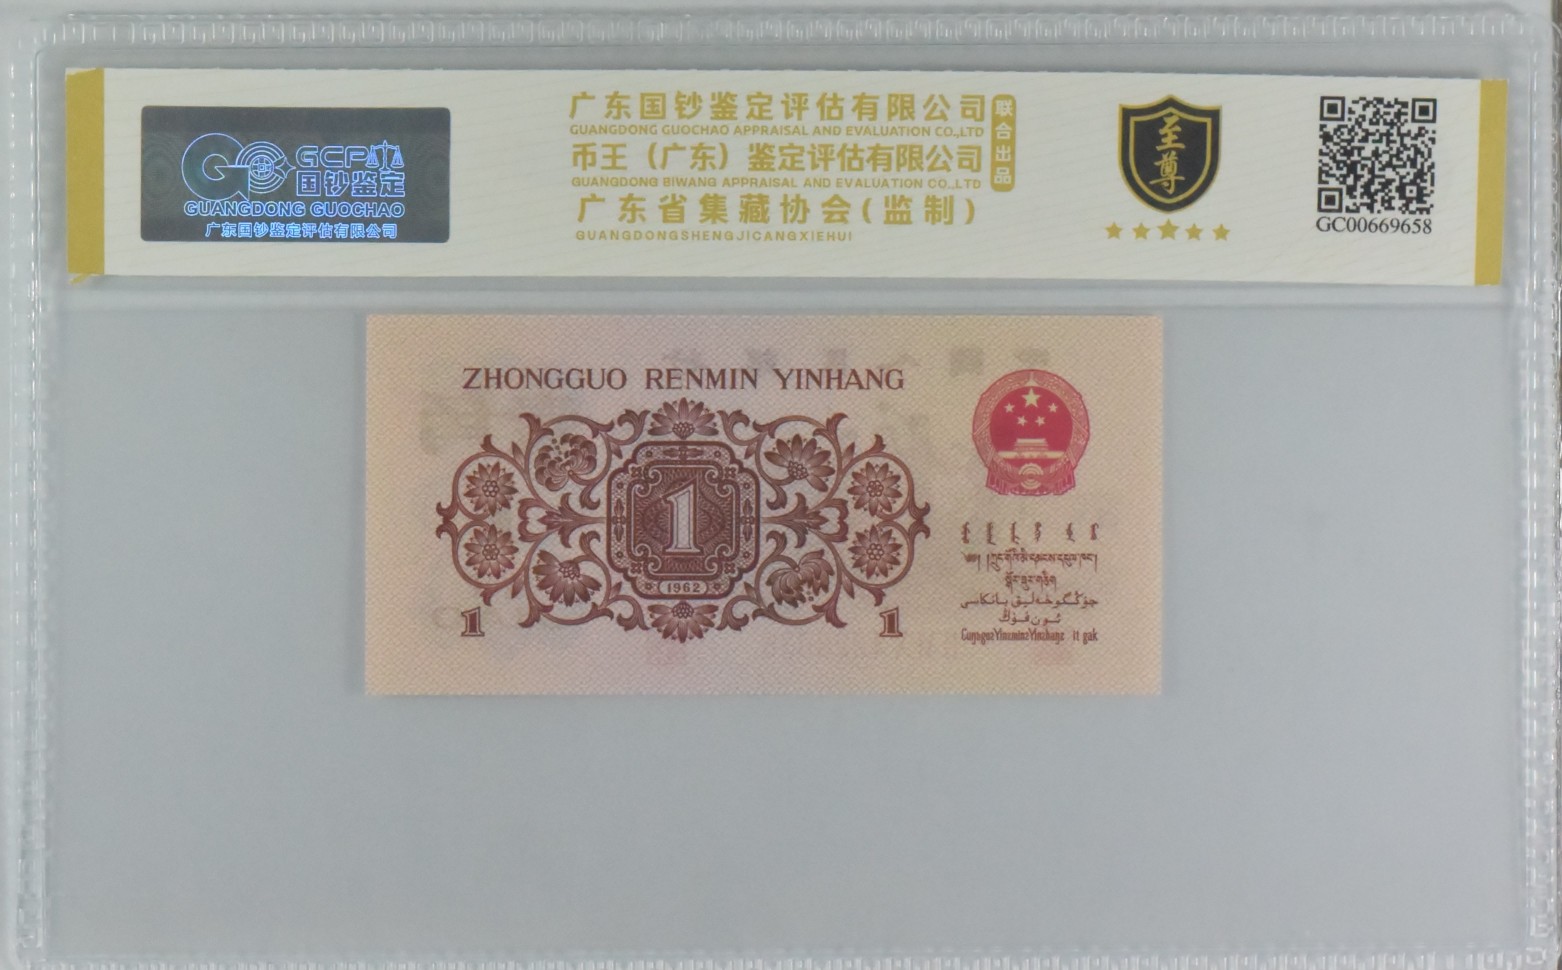 GCP
国钞鉴定
GUANGDONG GUOCHAO
广东国钞鉴定评估有限公司
广东国钞鉴定评估有限公司
GUANGDONG GUOCHAO APPRAISAL AND EVALUATION CO.,LTD
币王（广东）鉴定评估有限公司
GUANGDONG BIWANG APPRAISAL AND EVALUATION CO.,LTD
广东省集藏协会(监制)
GUANGDONGSHENGJICANGXIEHUI
联合出品
至尊
GC00669658
ZHONGGUO RENMIN YINHANG
1
1962
1
1